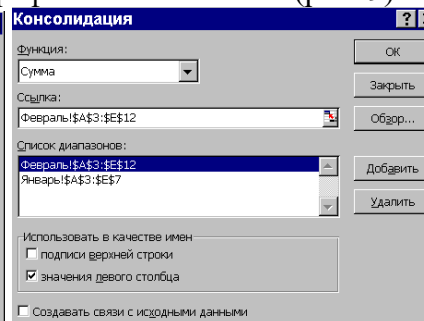 Консолидация
Функция:
Сумма
Ссылка:
Февраль!$A$3:$E$12
Список диапазонов:
Февраль!$A$3:$E$12
Январь!$A$3:$E$7
Использовать в качестве имен
подписи верхней строки
значения левого столбца
Создавать связи с исходными данными
ОК
Закрыть
Обзор...
Добавить
Удалить